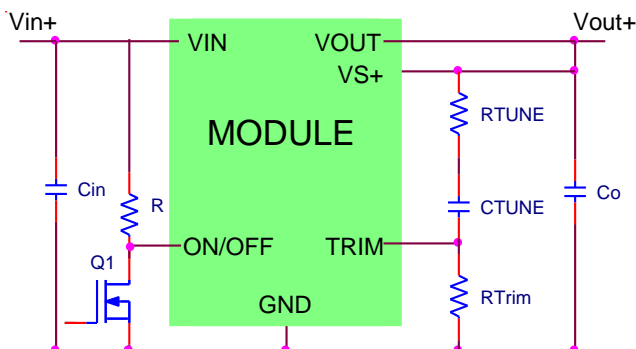 Vin+
Vout+
VIN
VOUT
VS+
RTUNE
MODULE
Cin
R
CTUNE
Co
ON/OFF
TRIM
Q1
GND
RTrim